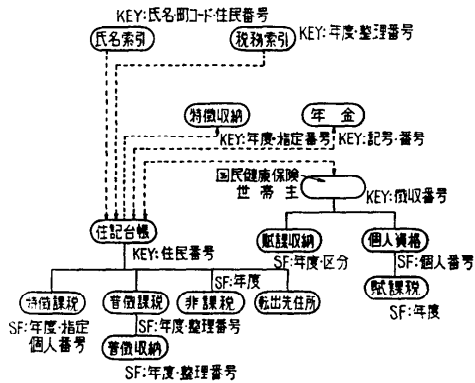 KEY:氏名・町コード・住民番号
氏名索引
税務索引
KEY:年度・整理番号
特徴収納
年金
KEY:年度・指定番号
KEY:記号・番号
国民健康保険
世帯主
KEY:徴収番号
住記台帳
KEY:住民番号
賦課収納
個人資格
SF:年度・区分
SF:個人番号
賦課税
SF:年度
SF:年度
特徴課税
普徴課税
非課税
転出先住所
SF:年度・指定
個人番号
SF:年度・整理番号
普徴収納
SF:年度・整理番号